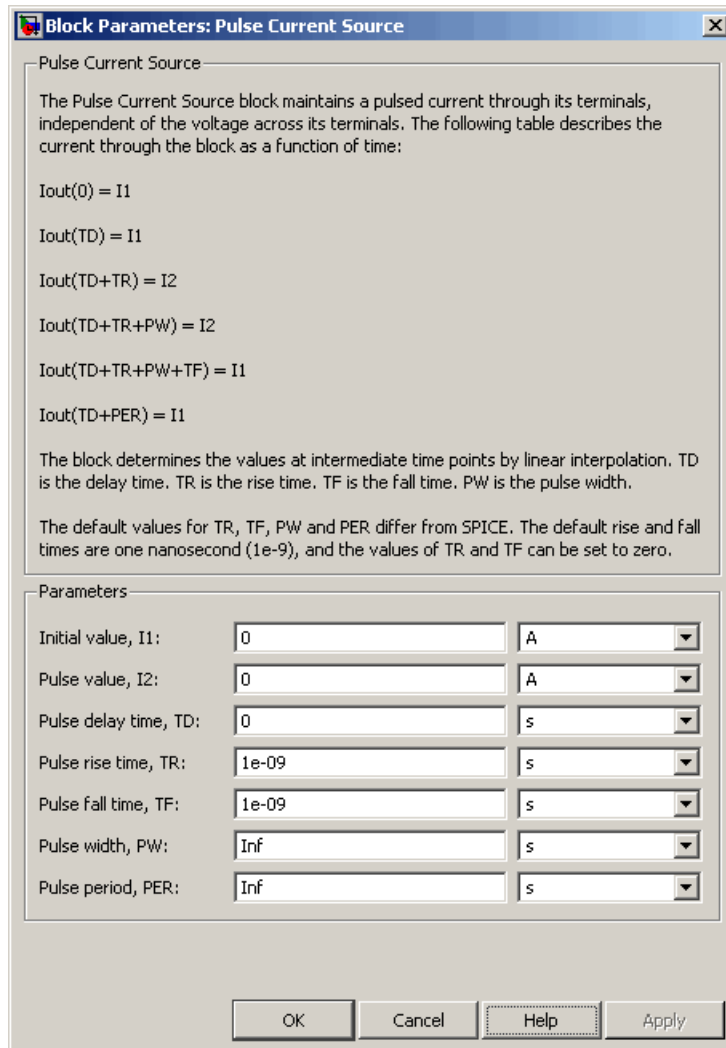 Block Parameters: Pulse Current Source
Pulse Current Source
The Pulse Current Source block maintains a pulsed current through its terminals,
independent of the voltage across its terminals. The following table describes the
current through the block as a function of time:
Iout(0) = I1
Iout(TD) = I1
Iout(TD+TR) = I2
Iout(TD+TR+PW) = I2
Iout(TD+TR+PW+TF) = I1
Iout(TD+PER) = I1
The block determines the values at intermediate time points by linear interpolation. TD
is the delay time. TR is the rise time. TF is the fall time. PW is the pulse width.
The default values for TR, TF, PW and PER differ from SPICE. The default rise and fall
times are one nanosecond (1e-9), and the values of TR and TF can be set to zero.
Parameters
Initial value, I1: 0 A
Pulse value, I2: 0 A
Pulse delay time, TD: 0 s
Pulse rise time, TR: 1e-09 s
Pulse fall time, TF: 1e-09 s
Pulse width, PW: Inf s
Pulse period, PER: Inf s
OK Cancel Help Apply